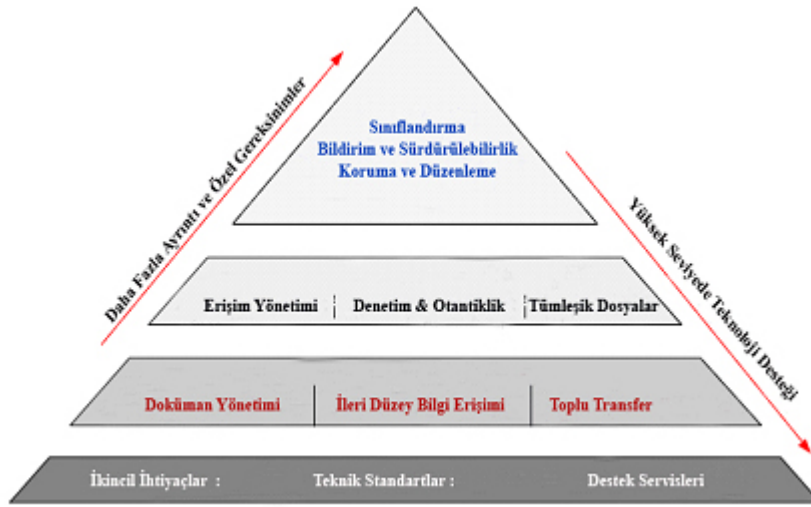 Daha Fazla Ayrıntı ve Özel Gereksinimler
Sınıflandırma
Bildirim ve Sürdürülebilirlik
Koruma ve Düzenleme
Yüksek Seviyede Teknoloji Desteği
Erişim Yönetimi Denetim & Otantiklik Tümleşik Dosyalar
Doküman Yönetimi İleri Düzey Bilgi Erişimi Toplu Transfer
İkincil İhtiyaçlar : Teknik Standartlar : Destek Servisleri